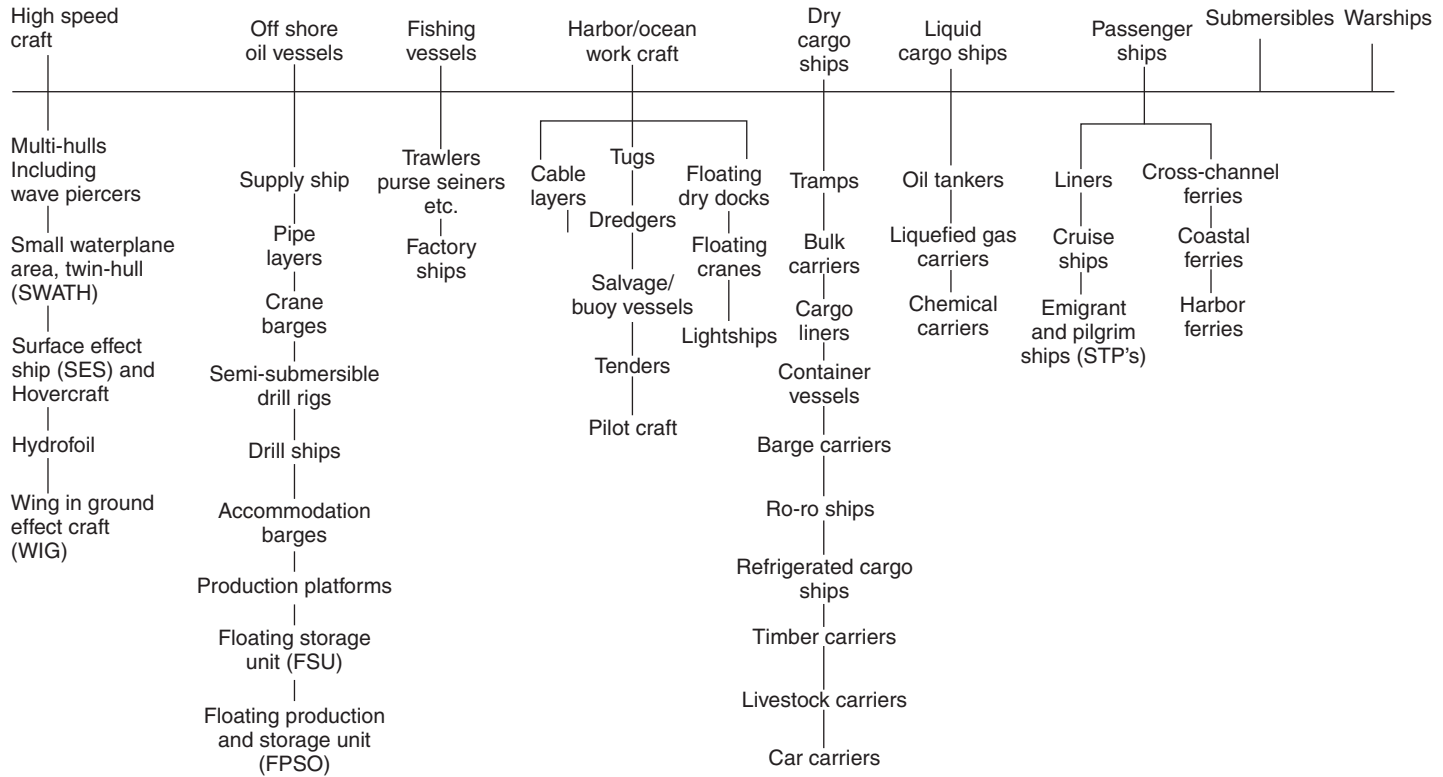 High speed
craft
Off shore
oil vessels
Fishing
vessels
Harbor/ocean
work craft
Dry
cargo
ships
Liquid
cargo ships
Passenger
ships
Submersibles
Warships
Multi-hulls
Including
wave piercers
Small waterplane
area, twin-hull
(SWATH)
Surface effect
ship (SES) and
Hovercraft
Hydrofoil
Wing in ground
effect craft
(WIG)
Supply ship
Pipe
layers
Crane
barges
Semi-submersible
drill rigs
Drill ships
Accommodation
barges
Production platforms
Floating storage
unit (FSU)
Floating production
and storage unit
(FPSO)
Trawlers
purse seiners
etc.
Factory
ships
Cable
layers
Tugs
Dredgers
Salvage/
buoy vessels
Tenders
Pilot craft
Floating
dry docks
Floating
cranes
Lightships
Tramps
Bulk
carriers
Cargo
liners
Container
vessels
Barge carriers
Ro-ro ships
Refrigerated cargo
ships
Timber carriers
Livestock carriers
Car carriers
Oil tankers
Liquefied gas
carriers
Chemical
carriers
Liners
Cruise
ships
Emigrant
and pilgrim
ships (STP's)
Cross-channel
ferries
Coastal
ferries
Harbor
ferries